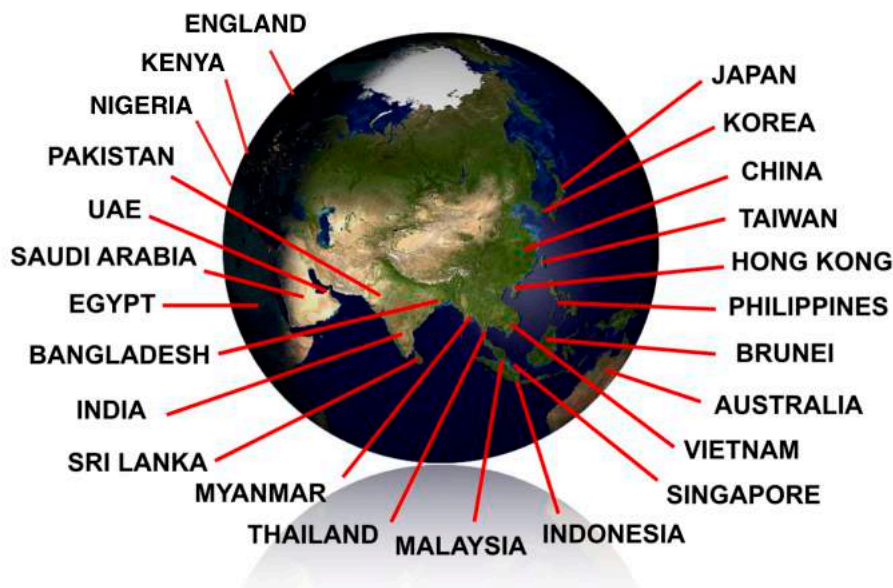 ENGLAND
KENYA
NIGERIA
PAKISTAN
UAE
SAUDI ARABIA
EGYPT
BANGLADESH
INDIA
SRI LANKA
MYANMAR
THAILAND
MALAYSIA
INDONESIA
SINGAPORE
VIETNAM
AUSTRALIA
BRUNEI
PHILIPPINES
HONG KONG
TAIWAN
CHINA
KOREA
JAPAN